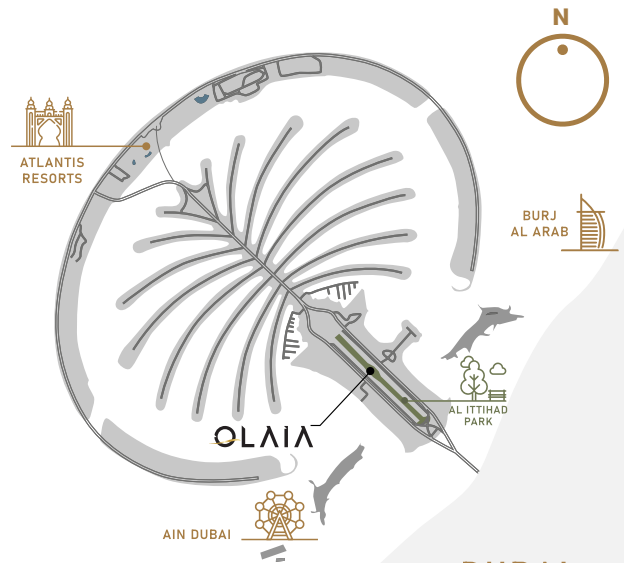 N
ATLANTIS
RESORTS
BURJ
AL ARAB
AL ITTIHAD
PARK
OLAIA
AIN DUBAI